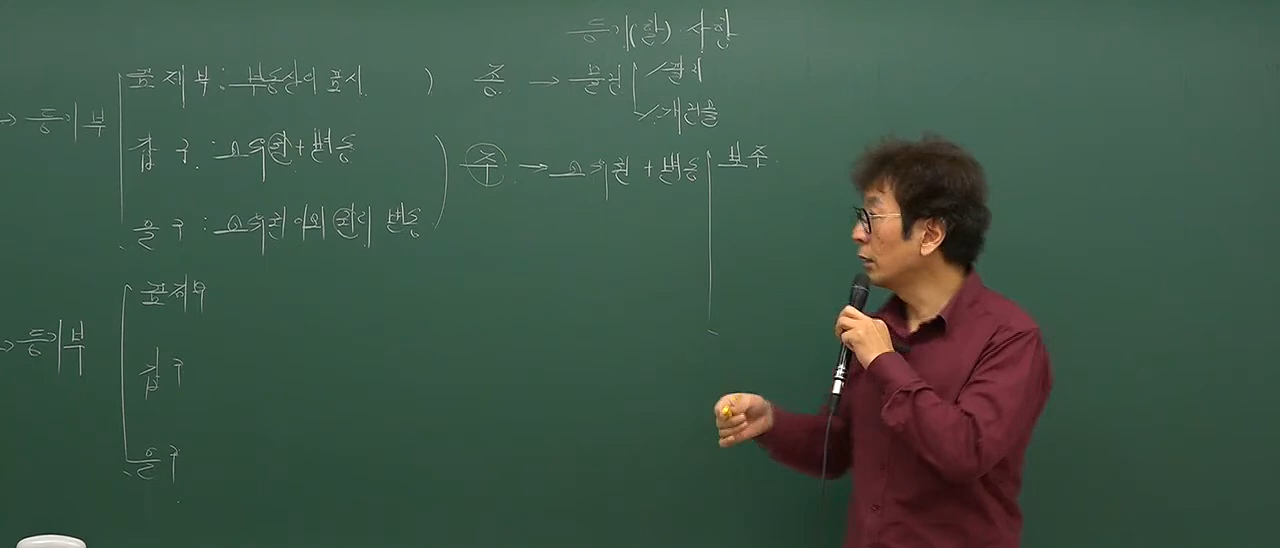 등기(할) 사항
→ 등기부
표제부 : 부동산의 표시
갑구 : 소유권+변동
을구 : 소유권 이외 권리 변동
종 → 물권
주 → 소유권 + 변동
보 주
→ 등기부
표제부
갑구
을구